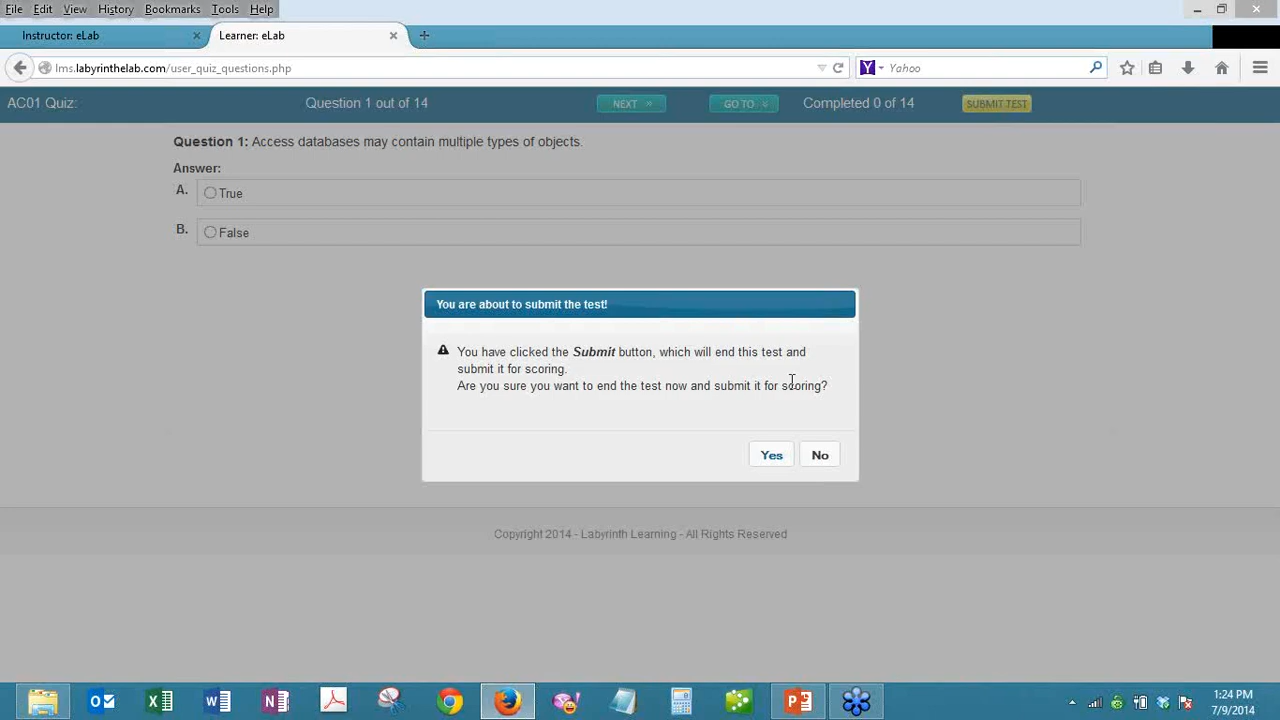 File Edit View History Bookmarks Tools Help
Instructor: eLab × Learner: eLab × +
lms.labyrinthelab.com/user_quiz_questions.php Yahoo
AC01 Quiz: Question 1 out of 14 NEXT » GO TO Completed 0 of 14 SUBMIT TEST
Question 1: Access databases may contain multiple types of objects.
Answer:
A. True
B. False
You are about to submit the test!
You have clicked the Submit button, which will end this test and
submit it for scoring.
Are you sure you want to end the test now and submit it for scoring?
Yes No
Copyright 2014 - Labyrinth Learning - All Rights Reserved
1:24 PM
7/9/2014